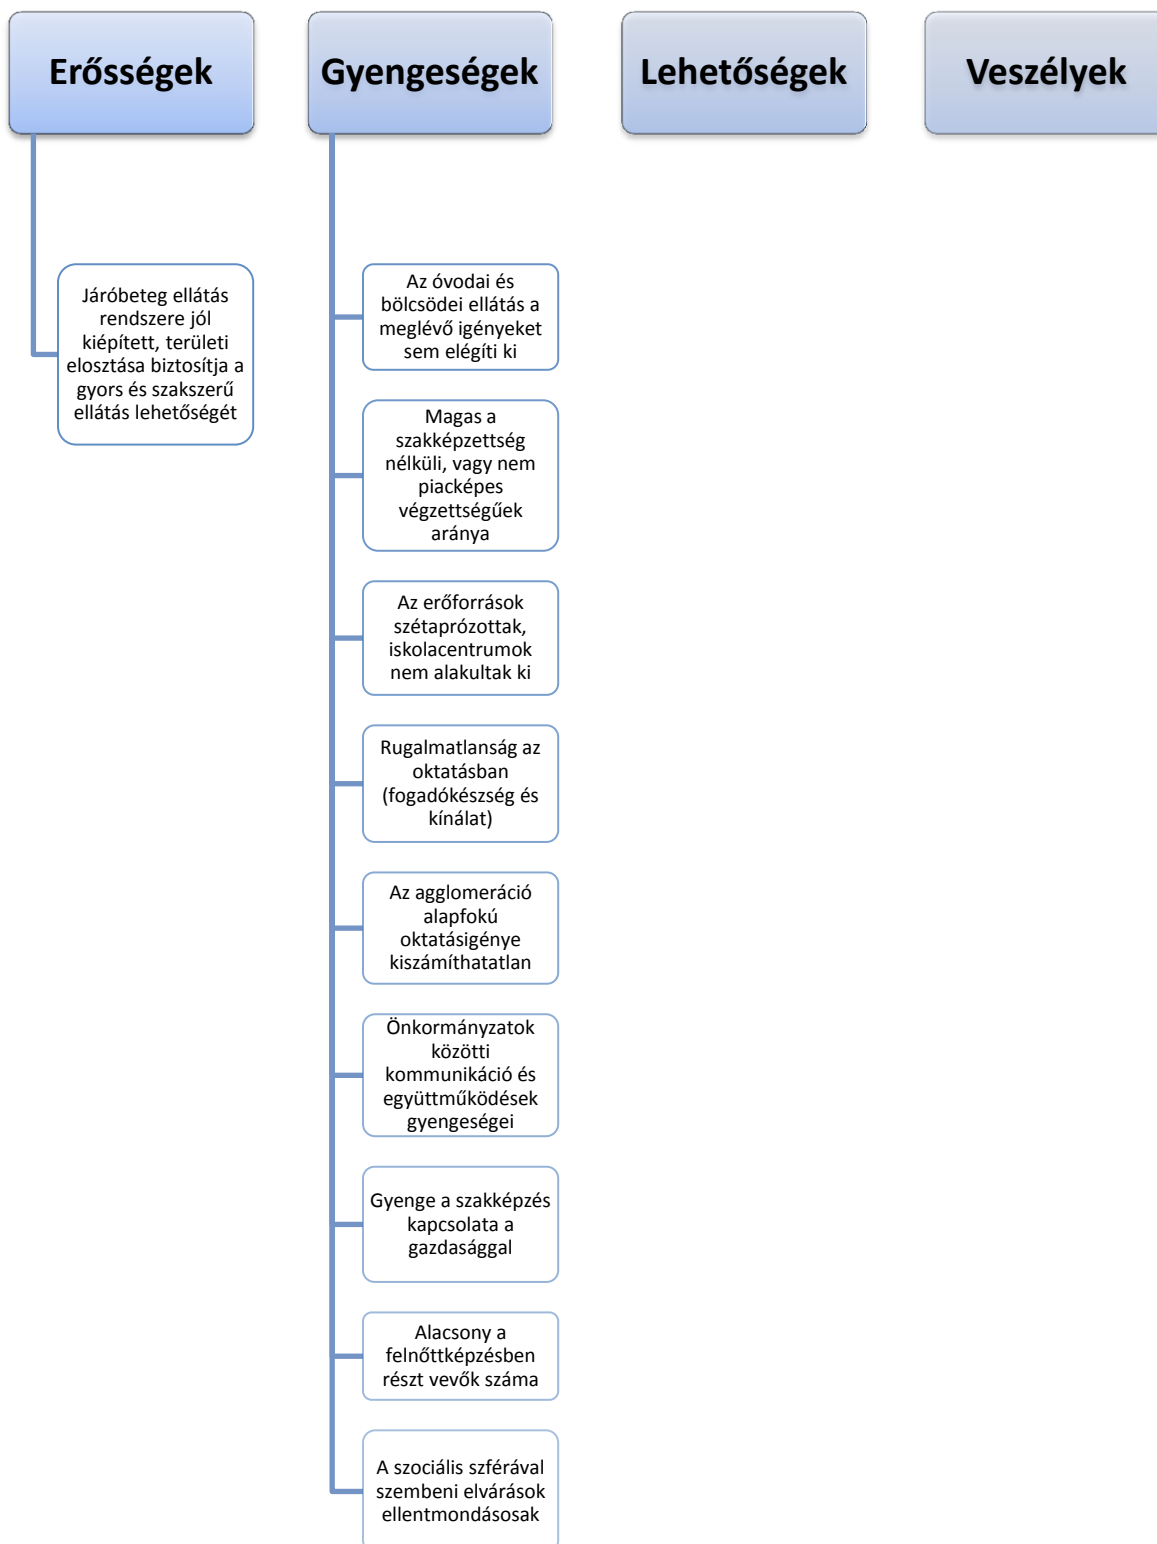 Erősségek
Gyengeségek
Lehetőségek
Veszélyek
Járóbeteg ellátás
rendszere jól
kiépített, területi
elosztása biztosítja a
gyors és szakszerű
ellátás lehetőségét
Az óvodai és
bölcsödei ellátás a
meglévő igényeket
sem elégíti ki
Magas a
szakképzettség
nélküli, vagy nem
piacképes
végzettségűek
aránya
Az erőforrások
szétaprózottak,
iskolacentrumok
nem alakultak ki
Rugalmatlanság az
oktatásban
(fogadókészség és
kínálat)
Az agglomeráció
alapfokú
oktatásigénye
kiszámíthatatlan
Önkormányzatok
közötti
kommunikáció és
együttműködések
gyengeségei
Gyenge a szakképzés
kapcsolata a
gazdasággal
Alacsony a
felnőttképzésben
részt vevők száma
A szociális szférával
szembeni elvárások
ellentmondásosak